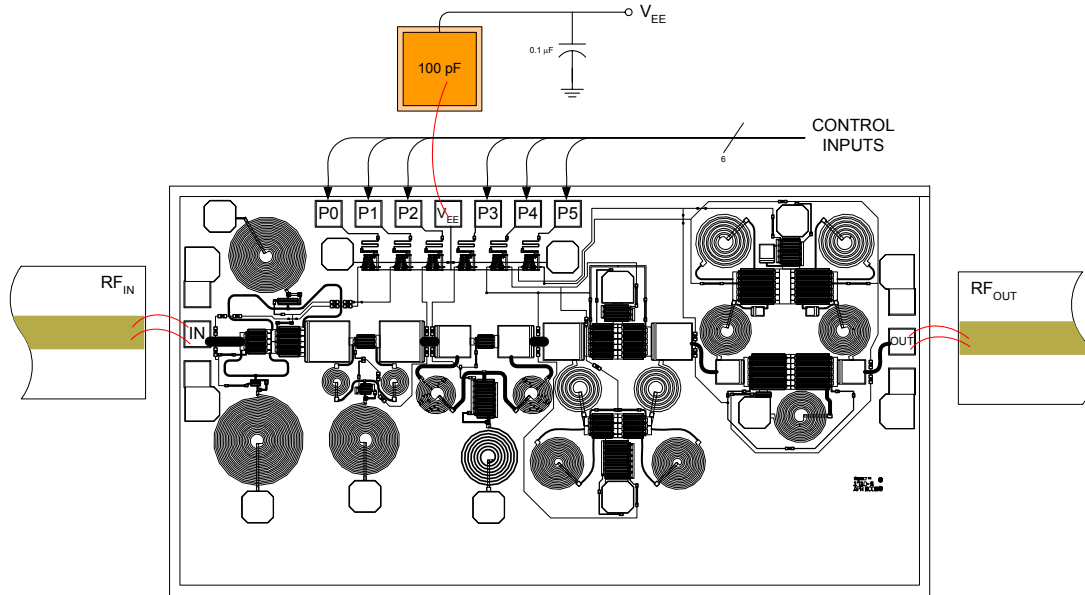 V_EE
0.1 µF
100 pF
CONTROL
INPUTS
6
P0 P1 P2 V_EE P3 P4 P5
RF_IN
RF_OUT
IN
OUT